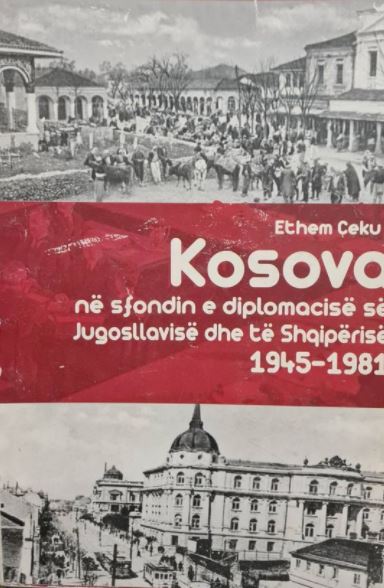 Ethem Çeku
Kosova
në sfondin e diplomacisë së
Jugosllavisë dhe të Shqipërisë
1945-1981